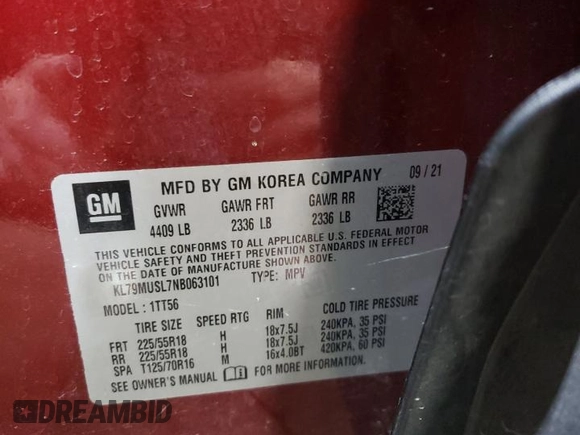 GM
MFD BY GM KOREA COMPANY 09/21
GVWR GAWR FRT GAWR RR
4409 LB 2336 LB 2336 LB
THIS VEHICLE CONFORMS TO ALL APPLICABLE U.S. FEDERAL MOTOR
VEHICLE SAFETY AND THEFT PREVENTION STANDARDS IN EFFECT
ON THE DATE OF MANUFACTURE SHOWN ABOVE.
KL79MUSL7NB063101 TYPE: MPV
MODEL : 1TT56
TIRE SIZE SPEED RTG RIM COLD TIRE PRESSURE
FRT 225/55R18 H 18x7.5J 240KPA, 35 PSI
RR 225/55R18 H 18x7.5J 240KPA, 35 PSI
SPA T125/70R16 M 16x4.0BT 420KPA, 60 PSI
SEE OWNER'S MANUAL FOR MORE INFORMATION.
DREAMBID